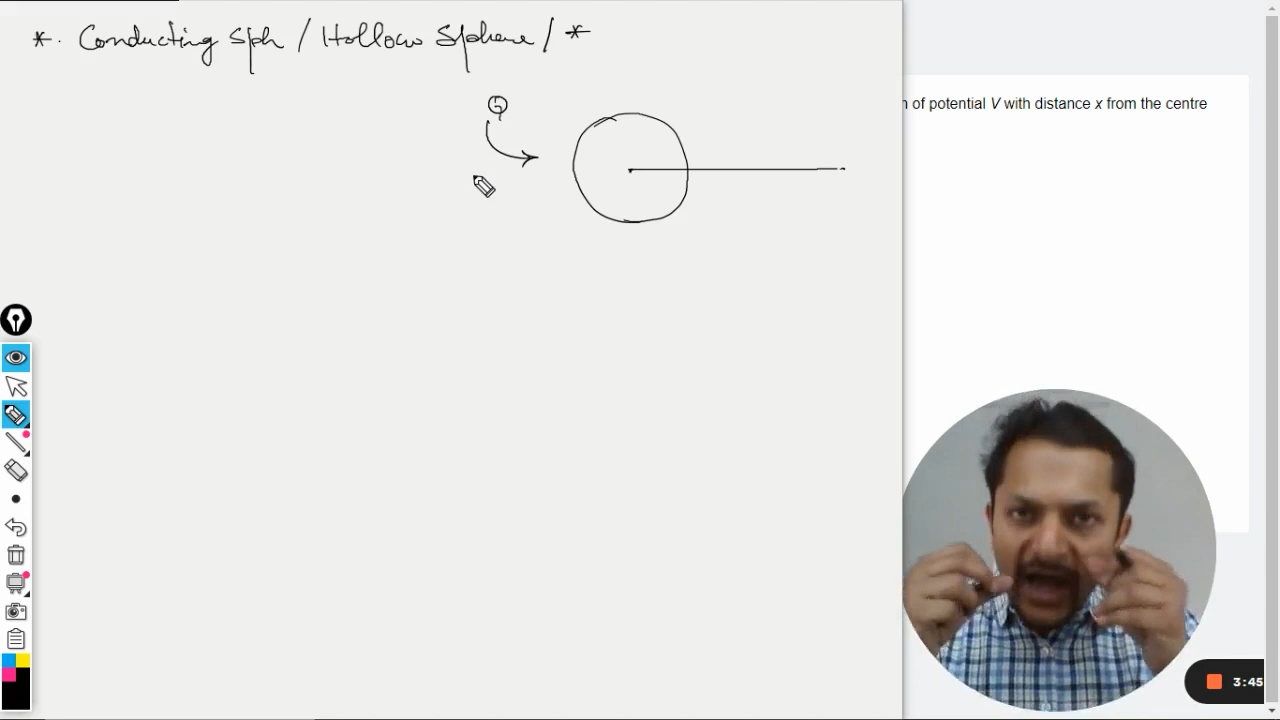 *. Conducting Sph / Hollow Sphere / *
Q
of potential V with distance x from the centre
3:45